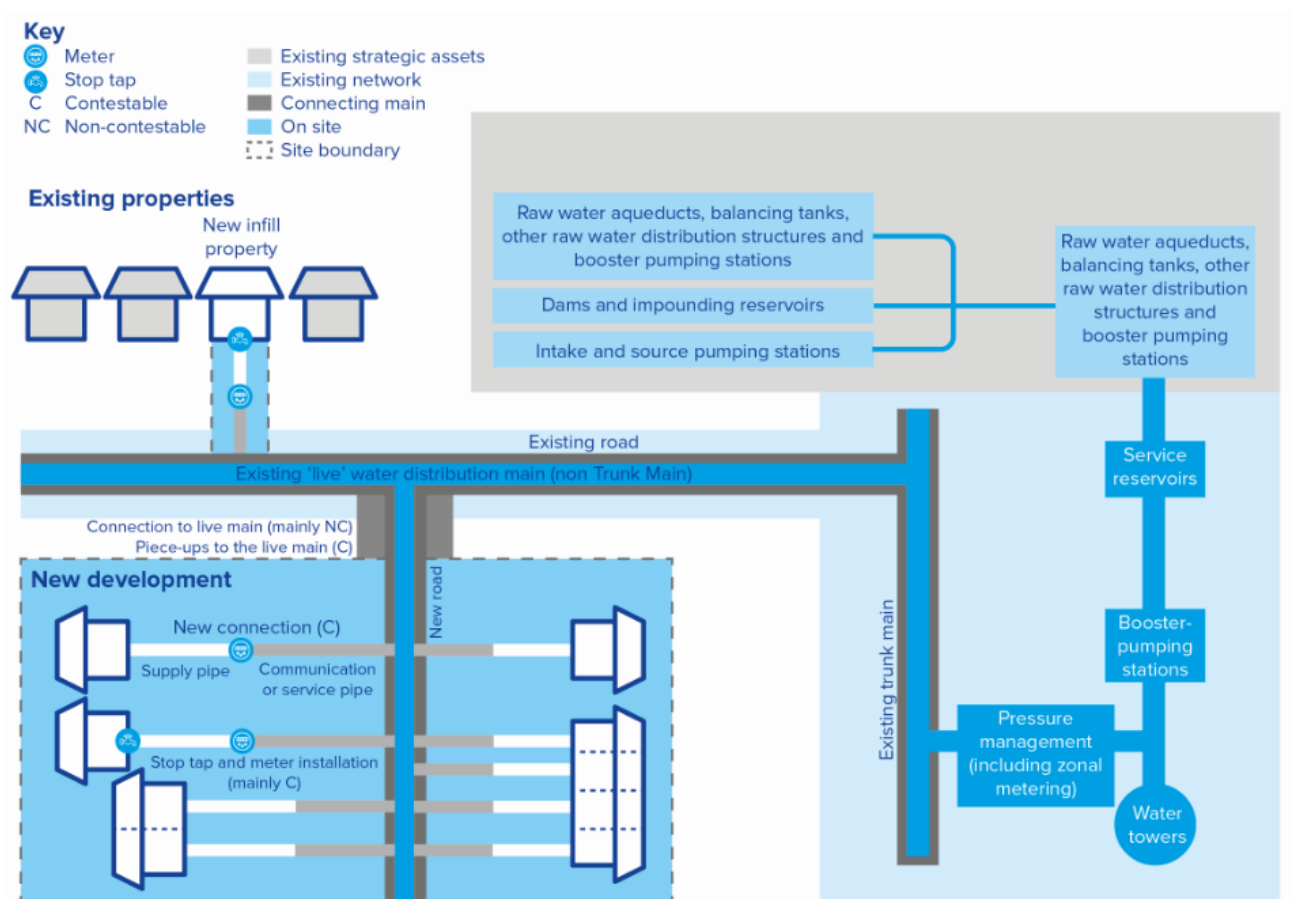 Key
Meter
Stop tap
C Contestable
NC Non-contestable
Existing strategic assets
Existing network
Connecting main
On site
Site boundary
Existing properties
New infill
property
Raw water aqueducts, balancing tanks,
other raw water distribution structures and
booster pumping stations
Dams and impounding reservoirs
Intake and source pumping stations
Raw water aqueducts,
balancing tanks, other
raw water distribution
structures and
booster pumping
stations
Existing road
Existing 'live' water distribution main (non Trunk Main)
Service
reservoirs
Connection to live main (mainly NC)
Piece-ups to the live main (C)
New development
New road
New connection (C)
Supply pipe
Communication
or service pipe
Stop tap and meter installation
(mainly C)
Existing trunk main
Booster-
pumping
stations
Pressure
management
(including zonal
metering)
Water
towers